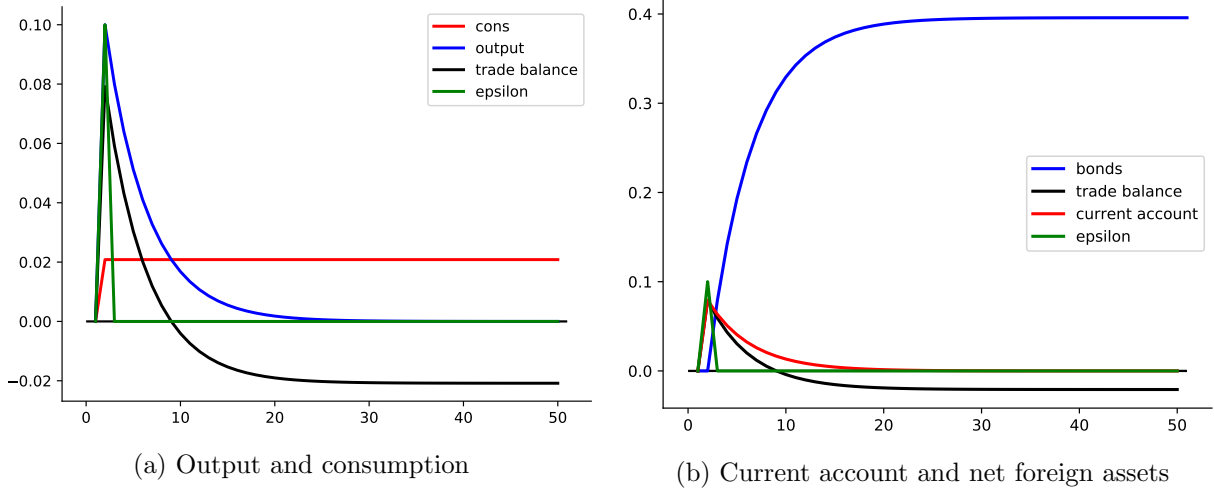 0.10
0.08
0.06
0.04
0.02
0.00
−0.02
0
10
20
30
40
50
cons
output
trade balance
epsilon
(a) Output and consumption
0.4
0.3
0.2
0.1
0.0
0
10
20
30
40
50
bonds
trade balance
current account
epsilon
(b) Current account and net foreign assets